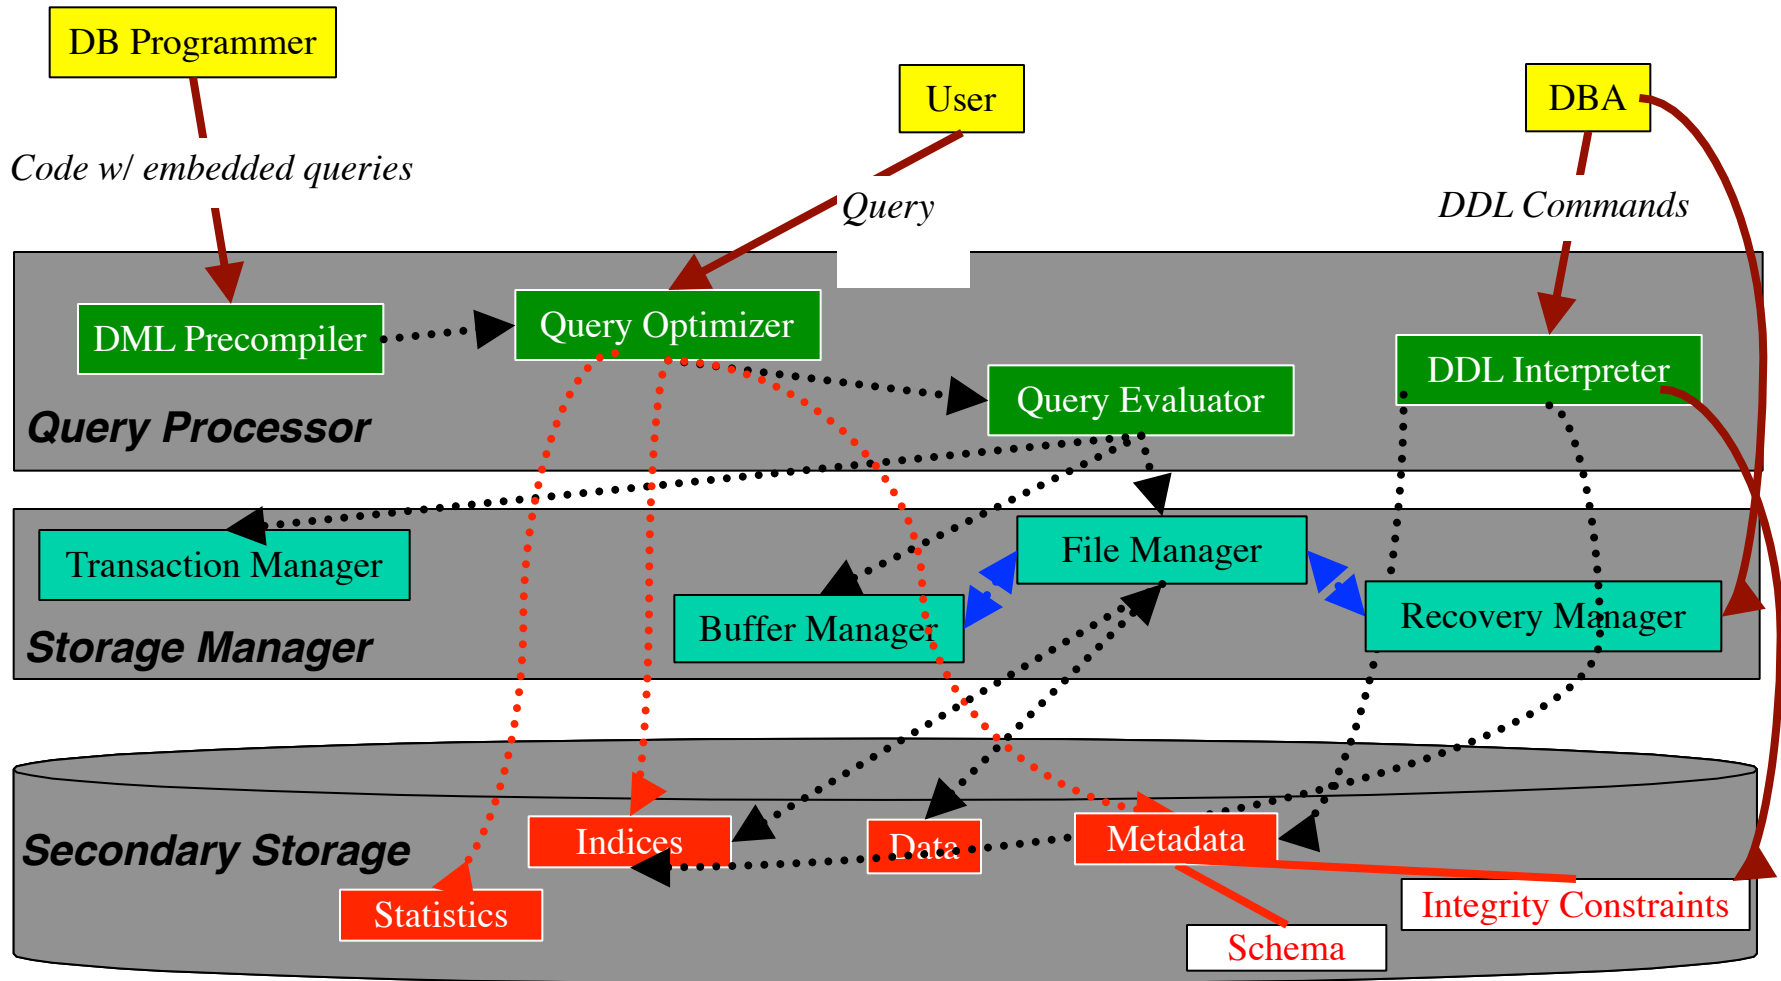 DB Programmer
User
DBA
Code w/ embedded queries
Query
DDL Commands
DML Precompiler
Query Optimizer
DDL Interpreter
Query Evaluator
Query Processor
Transaction Manager
File Manager
Buffer Manager
Recovery Manager
Storage Manager
Indices
Data
Metadata
Secondary Storage
Statistics
Integrity Constraints
Schema